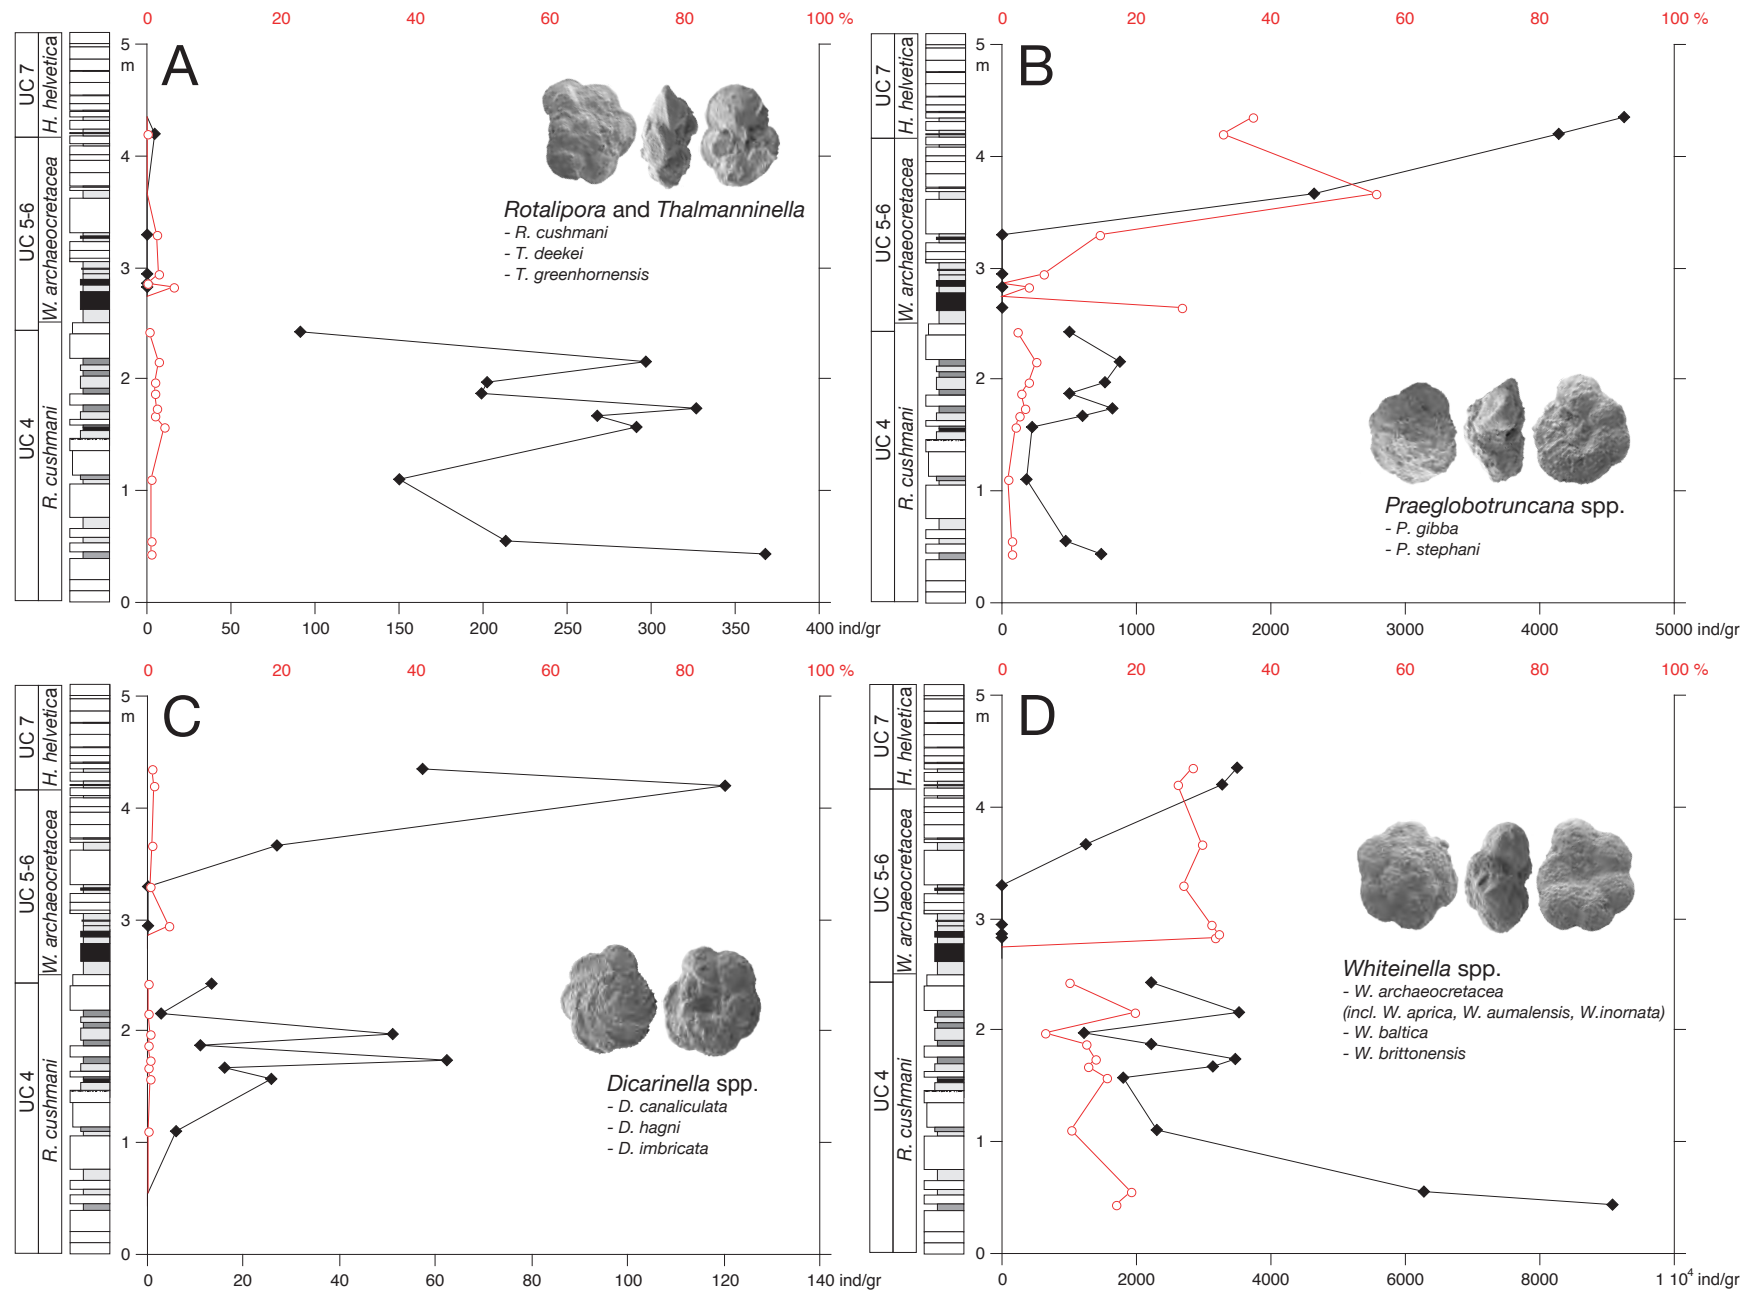 0 20 40 60 80 100 %
5
m
A
4
3
2
1
0
UC 7
UC 5-6
UC 4
H. helvetica
W. archaeocretacea
R. cushmani
Rotalipora and Thalmanninella
- R. cushmani
- T. deekei
- T. greenhornensis
0 50 100 150 200 250 300 350 400 ind/gr
0 20 40 60 80 100 %
5
m
B
4
3
2
1
0
UC 7
UC 5-6
UC 4
H. helvetica
W. archaeocretacea
R. cushmani
Praeglobotruncana spp.
- P. gibba
- P. stephani
0 1000 2000 3000 4000 5000 ind/gr
0 20 40 60 80 100 %
5
m
C
4
3
2
1
0
UC 7
UC 5-6
UC 4
H. helvetica
W. archaeocretacea
R. cushmani
Dicarinella spp.
- D. canaliculata
- D. hagni
- D. imbricata
0 20 40 60 80 100 120 140 ind/gr
0 20 40 60 80 100 %
5
m
D
4
3
2
1
0
UC 7
UC 5-6
UC 4
H. helvetica
W. archaeocretacea
R. cushmani
Whiteinella spp.
- W. archaeocretacea
(incl. W. aprica, W. aumalensis, W.inornata)
- W. baltica
- W. brittonensis
0 2000 4000 6000 8000 1 10⁴ ind/gr